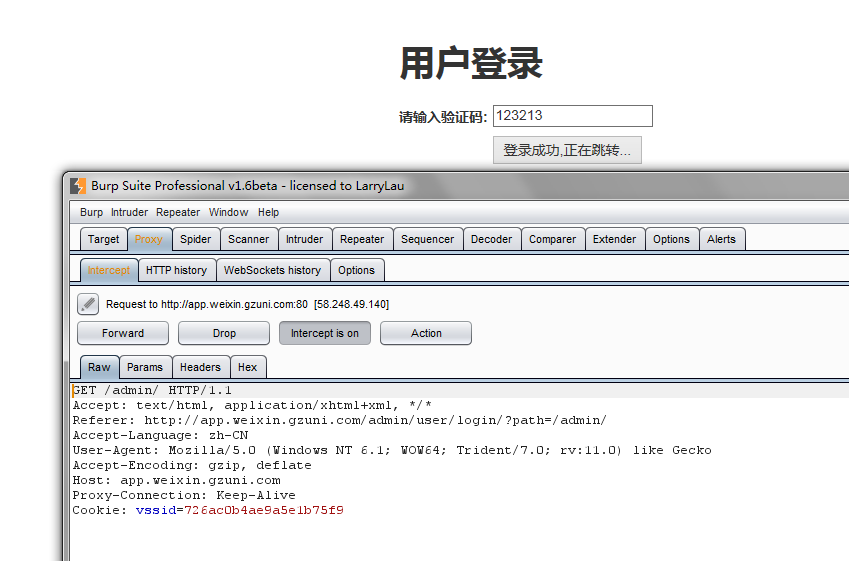 用户登录
请输入验证码: 123213
登录成功,正在跳转...
Burp Suite Professional v1.6beta - licensed to LarryLau
Burp Intruder Repeater Window Help
Target Proxy Spider Scanner Intruder Repeater Sequencer Decoder Comparer Extender Options Alerts
Intercept HTTP history WebSockets history Options
Request to http://app.weixin.gzuni.com:80 [58.248.49.140]
Forward Drop Intercept is on Action
Raw Params Headers Hex
GET /admin/ HTTP/1.1
Accept: text/html, application/xhtml+xml, */*
Referer: http://app.weixin.gzuni.com/admin/user/login/?path=/admin/
Accept-Language: zh-CN
User-Agent: Mozilla/5.0 (Windows NT 6.1; WOW64; Trident/7.0; rv:11.0) like Gecko
Accept-Encoding: gzip, deflate
Host: app.weixin.gzuni.com
Proxy-Connection: Keep-Alive
Cookie: vssid=726ac0b4ae9a5e1b75f9